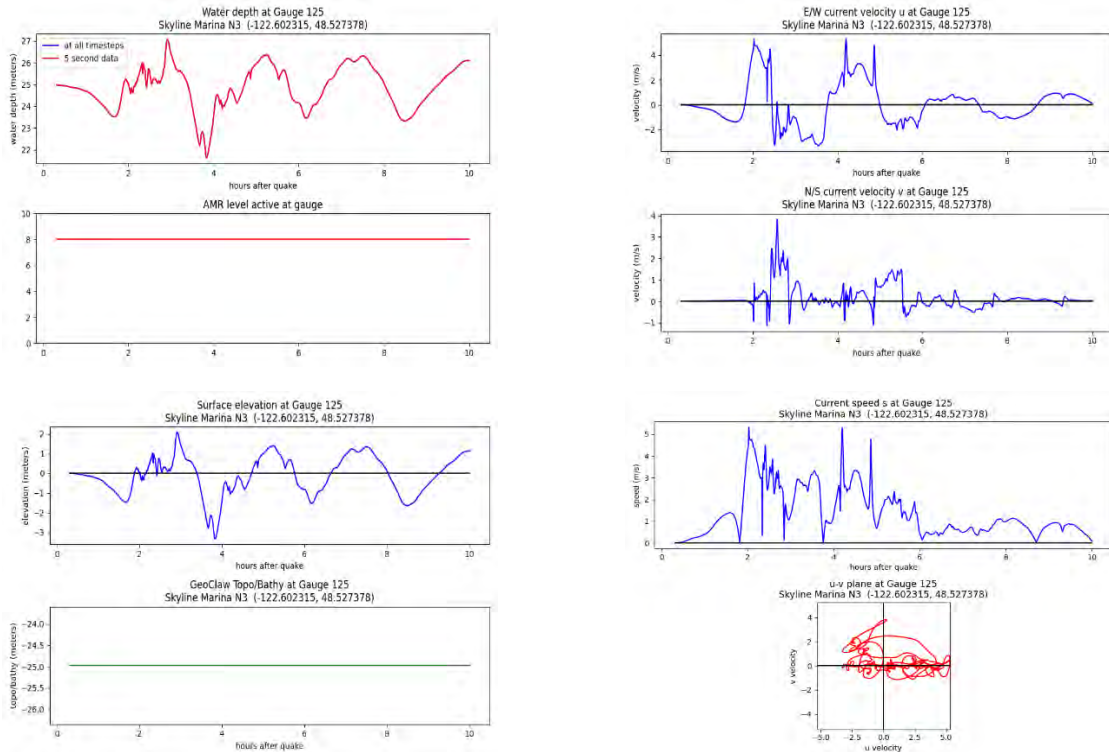 Water depth at Gauge 125
Skyline Marina N3 (-122.602315, 48.527378)
at all timesteps
5 second data
water depth (meters)
27
26
25
24
23
22
0 2 4 6 8 10
hours after quake
AMR level active at gauge
10
8
6
4
2
0
0 2 4 6 8 10
hours after quake
Surface elevation at Gauge 125
Skyline Marina N3 (-122.602315, 48.527378)
elevation (meters)
2
1
0
−1
−2
−3
0 2 4 6 8 10
hours after quake
GeoClaw Topo/Bathy at Gauge 125
Skyline Marina N3 (-122.602315, 48.527378)
topo/bathy (meters)
−24.0
−24.5
−25.0
−25.5
−26.0
0 2 4 6 8 10
hours after quake
E/W current velocity u at Gauge 125
Skyline Marina N3 (-122.602315, 48.527378)
velocity (m/s)
4
2
0
−2
0 2 4 6 8 10
hours after quake
N/S current velocity v at Gauge 125
Skyline Marina N3 (-122.602315, 48.527378)
velocity (m/s)
4
3
2
1
0
−1
0 2 4 6 8 10
hours after quake
Current speed s at Gauge 125
Skyline Marina N3 (-122.602315, 48.527378)
speed (m/s)
5
4
3
2
1
0
0 2 4 6 8 10
hours after quake
u-v plane at Gauge 125
Skyline Marina N3 (-122.602315, 48.527378)
v velocity
4
2
0
−2
−4
−5.0 −2.5 0.0 2.5 5.0
u velocity